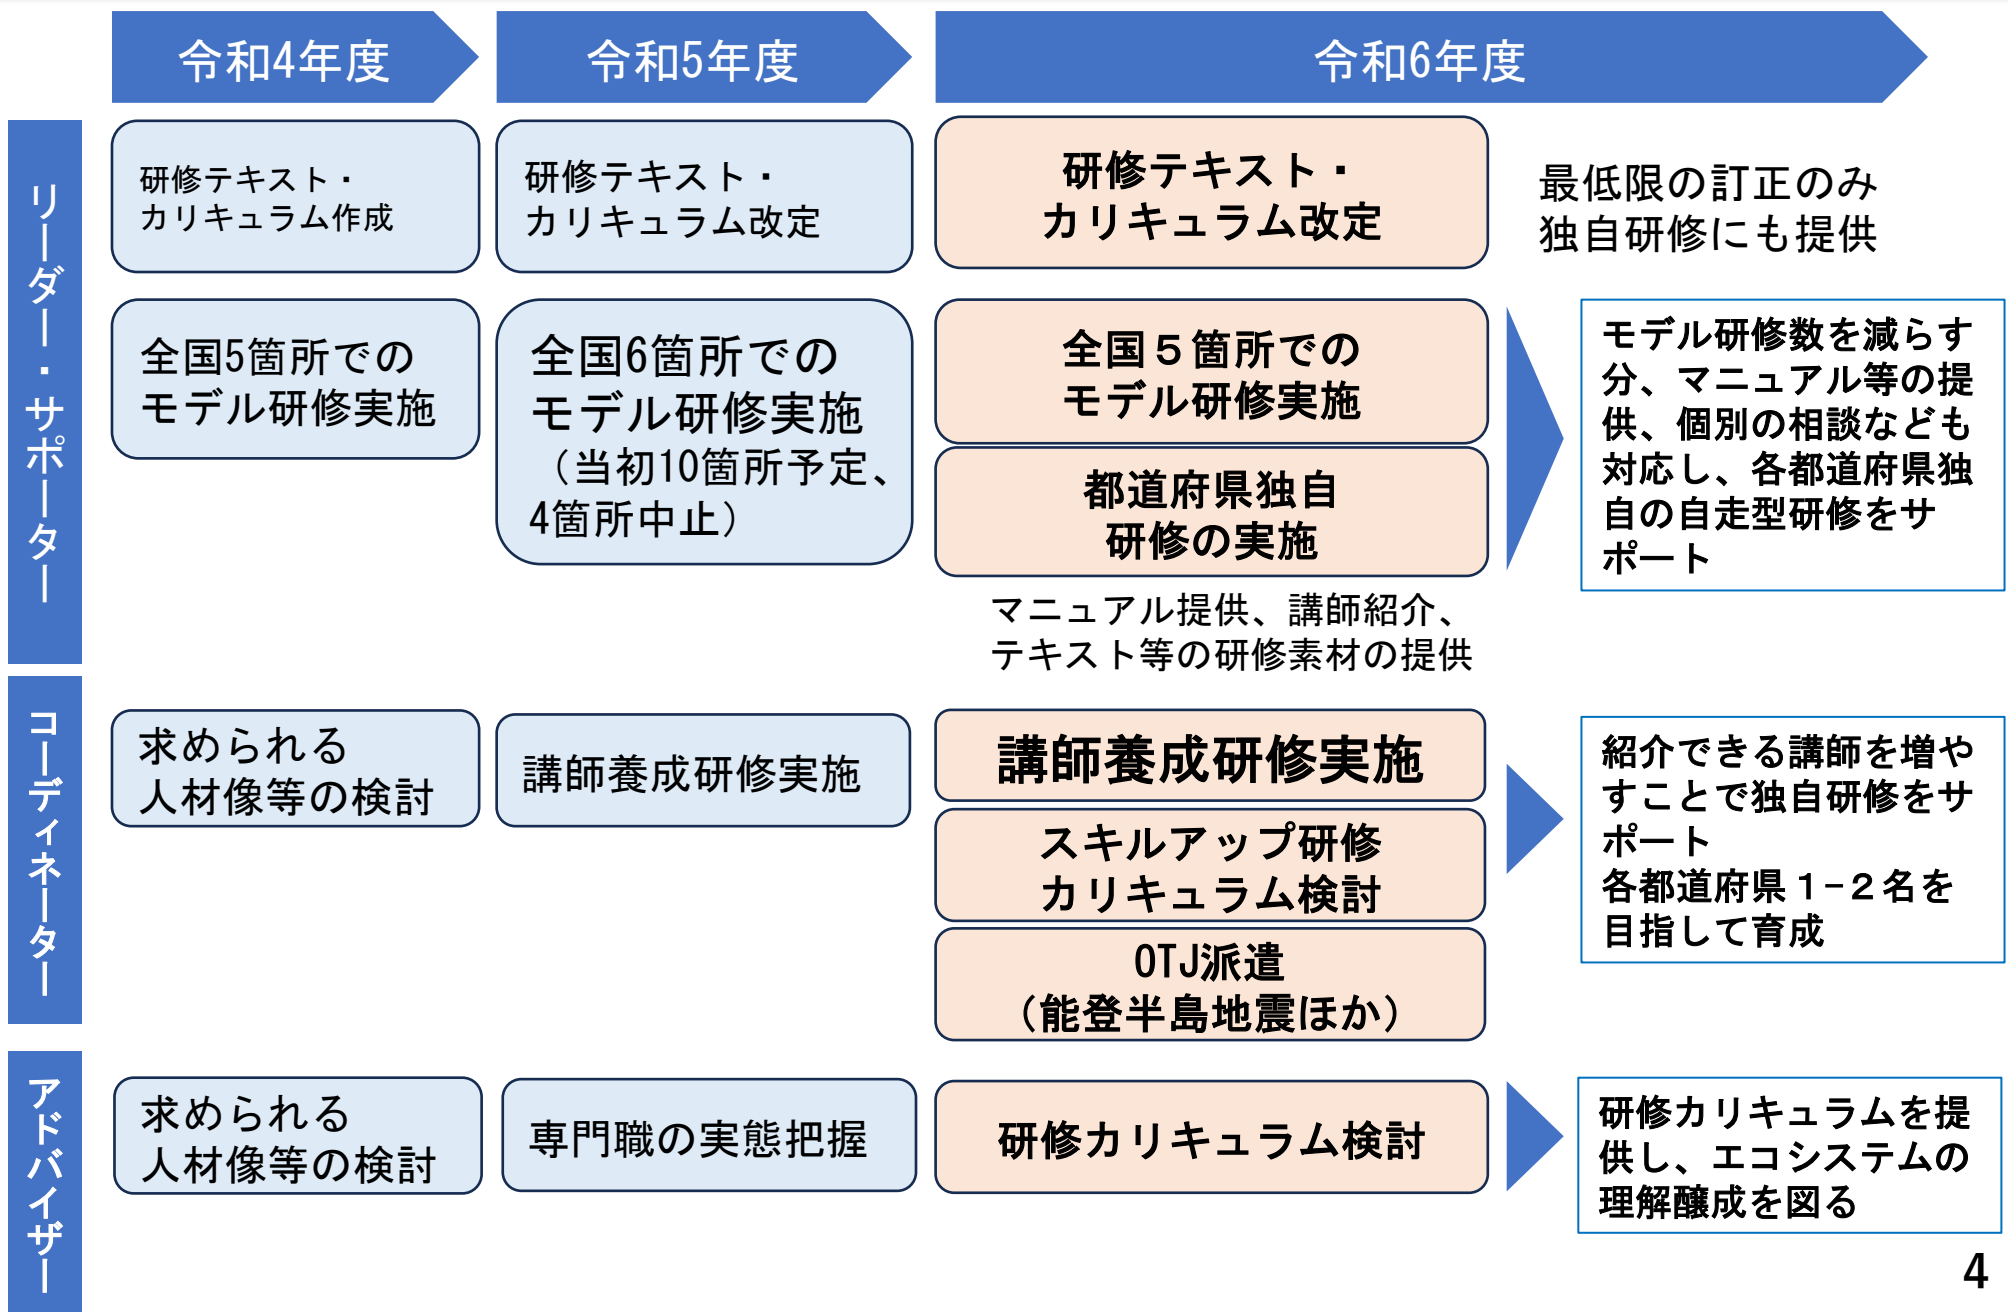 令和4年度
令和5年度
令和6年度
リーダー・サポーター
研修テキスト・
カリキュラム作成
研修テキスト・
カリキュラム改定
研修テキスト・
カリキュラム改定
最低限の訂正のみ
独自研修にも提供
全国5箇所での
モデル研修実施
全国6箇所での
モデル研修実施
（当初10箇所予定、
4箇所中止）
全国５箇所での
モデル研修実施
都道府県独自
研修の実施
マニュアル提供、講師紹介、
テキスト等の研修素材の提供
モデル研修数を減らす
分、マニュアル等の提
供、個別の相談なども
対応し、各都道府県独
自の自走型研修をサ
ポート
コーディネーター
求められる
人材像等の検討
講師養成研修実施
講師養成研修実施
スキルアップ研修
カリキュラム検討
OTJ派遣
（能登半島地震ほか）
紹介できる講師を増や
すことで独自研修をサ
ポート
各都道府県１−２名を
目指して育成
アドバイザー
求められる
人材像等の検討
専門職の実態把握
研修カリキュラム検討
研修カリキュラムを提
供し、エコシステムの
理解醸成を図る
4